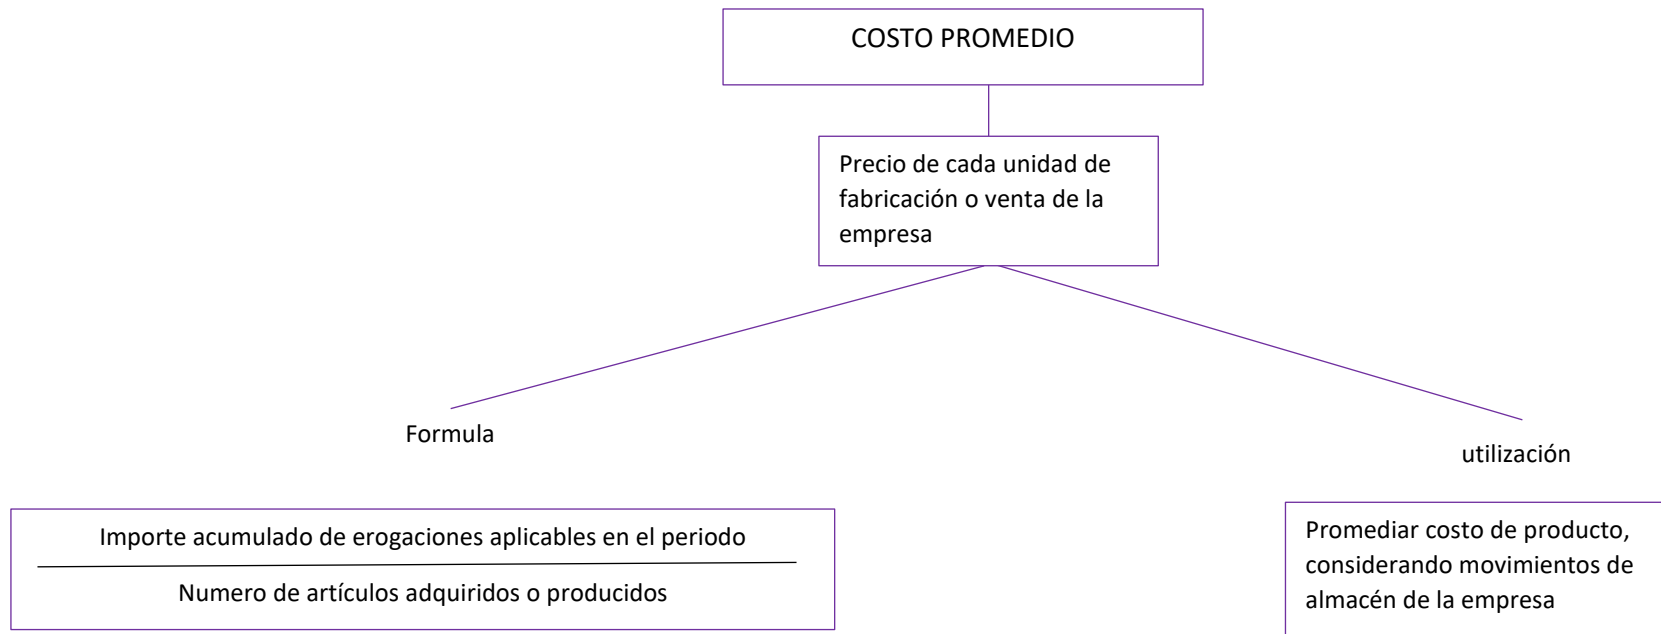 COSTO PROMEDIO
Precio de cada unidad de
fabricación o venta de la
empresa
Formula
utilización
Importe acumulado de erogaciones aplicables en el periodo
Numero de artículos adquiridos o producidos
Promediar costo de producto,
considerando movimientos de
almacén de la empresa